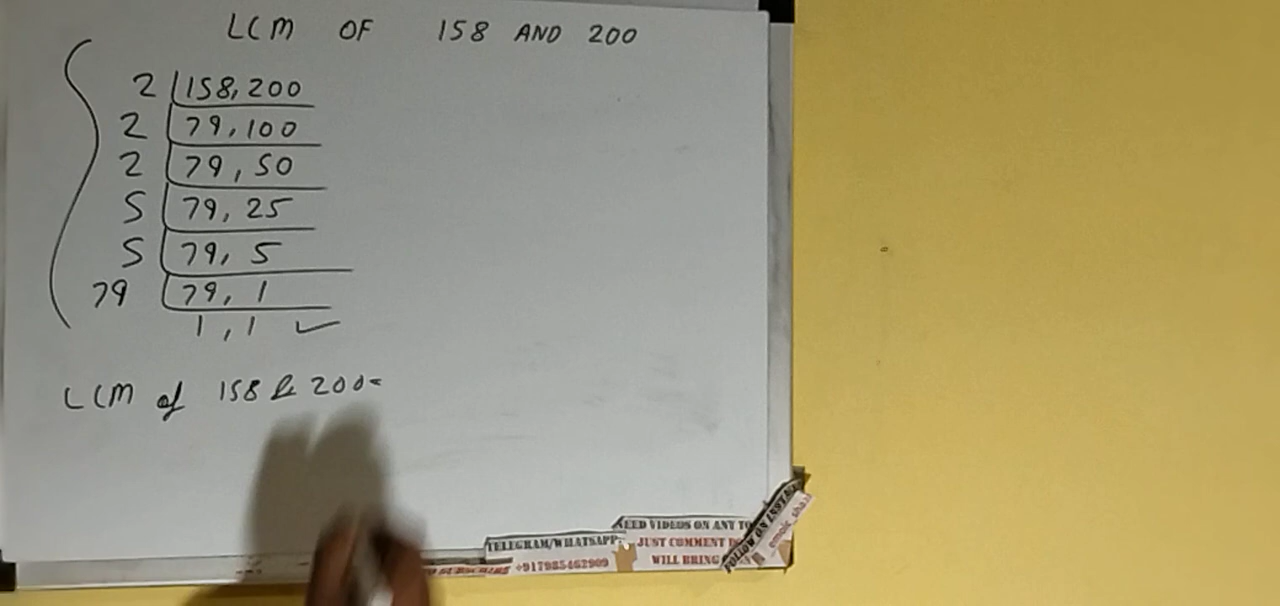 LCM OF 158 AND 200
2 158,200
2 79,100
2 79,50
5 79,25
5 79,5
79 79,1
1,1 ✓
LCM of 158 & 200=
NEED VIDEOS ON ANY TO
TELEGRAM/WHATSAPP
JUST COMMENT
+917985462909
WILL BRING
FOLLOW ON